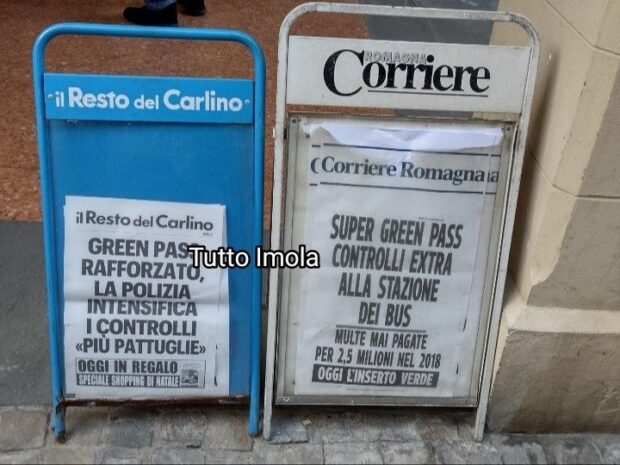 il Resto del Carlino
il Resto del Carlino
GREEN PASS
RAFFORZATO,
LA POLIZIA
INTENSIFICA
I CONTROLLI
«PIÙ PATTUGLIE»
OGGI IN REGALO
SPECIALE SHOPPING DI NATALE
Tutto Imola
ROMAGNA
Corriere
Corriere Romagna
SUPER GREEN PASS
CONTROLLI EXTRA
ALLA STAZIONE
DEI BUS
MULTE MAI PAGATE
PER 2,5 MILIONI NEL 2018
OGGI L'INSERTO VERDE